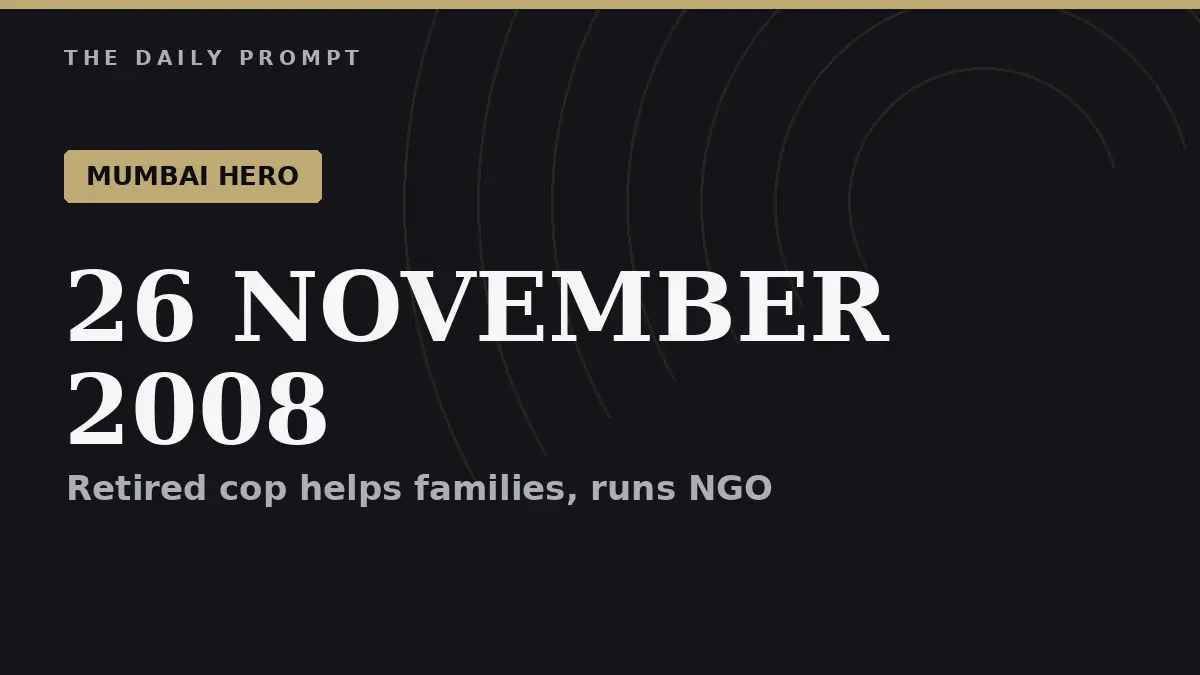 THE DAILY PROMPT
MUMBAI HERO
26 NOVEMBER
2008
Retired cop helps families, runs NGO